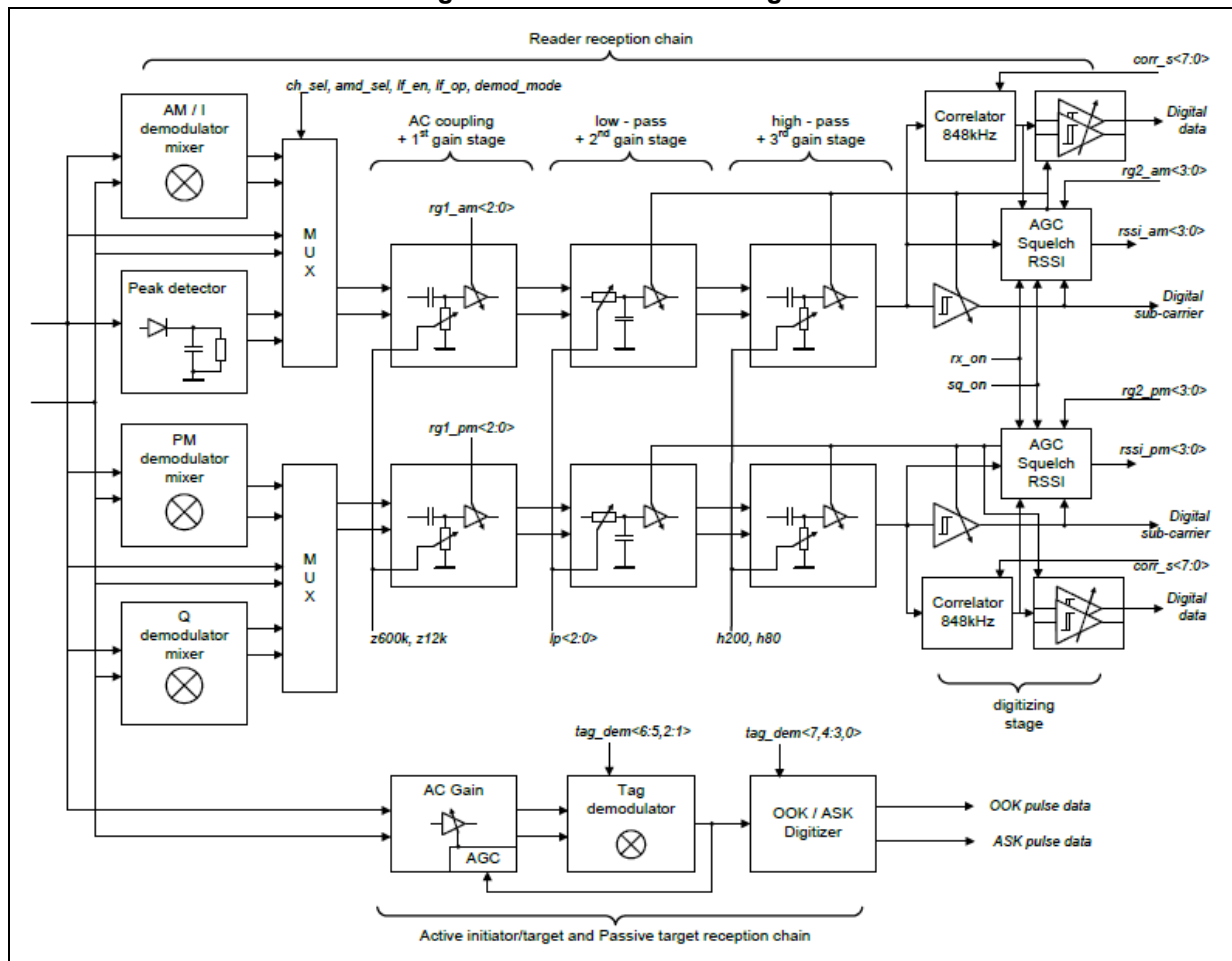 Reader reception chain
corr_s<7:0>
ch_sel, amd_sel, lf_en, lf_op, demod_mode
AM / I
demodulator
mixer
AC coupling
+ 1st gain stage
low - pass
+ 2nd gain stage
high - pass
+ 3rd gain stage
Correlator
848kHz
Digital
data
rg2_am<3:0>
rg1_am<2:0>
M
U
X
AGC
Squelch
RSSI
rssi_am<3:0>
Peak detector
Digital
sub-carrier
rx_on
sq_on
rg2_pm<3:0>
PM
demodulator
mixer
rg1_pm<2:0>
AGC
Squelch
RSSI
rssi_pm<3:0>
M
U
X
Digital
sub-carrier
corr_s<7:0>
Q
demodulator
mixer
Correlator
848kHz
Digital
data
z600k, z12k
lp<2:0>
h200, h80
digitizing
stage
tag_dem<6:5,2:1>
tag_dem<7,4:3,0>
AC Gain
AGC
Tag
demodulator
OOK / ASK
Digitizer
OOK pulse data
ASK pulse data
Active initiator/target and Passive target reception chain